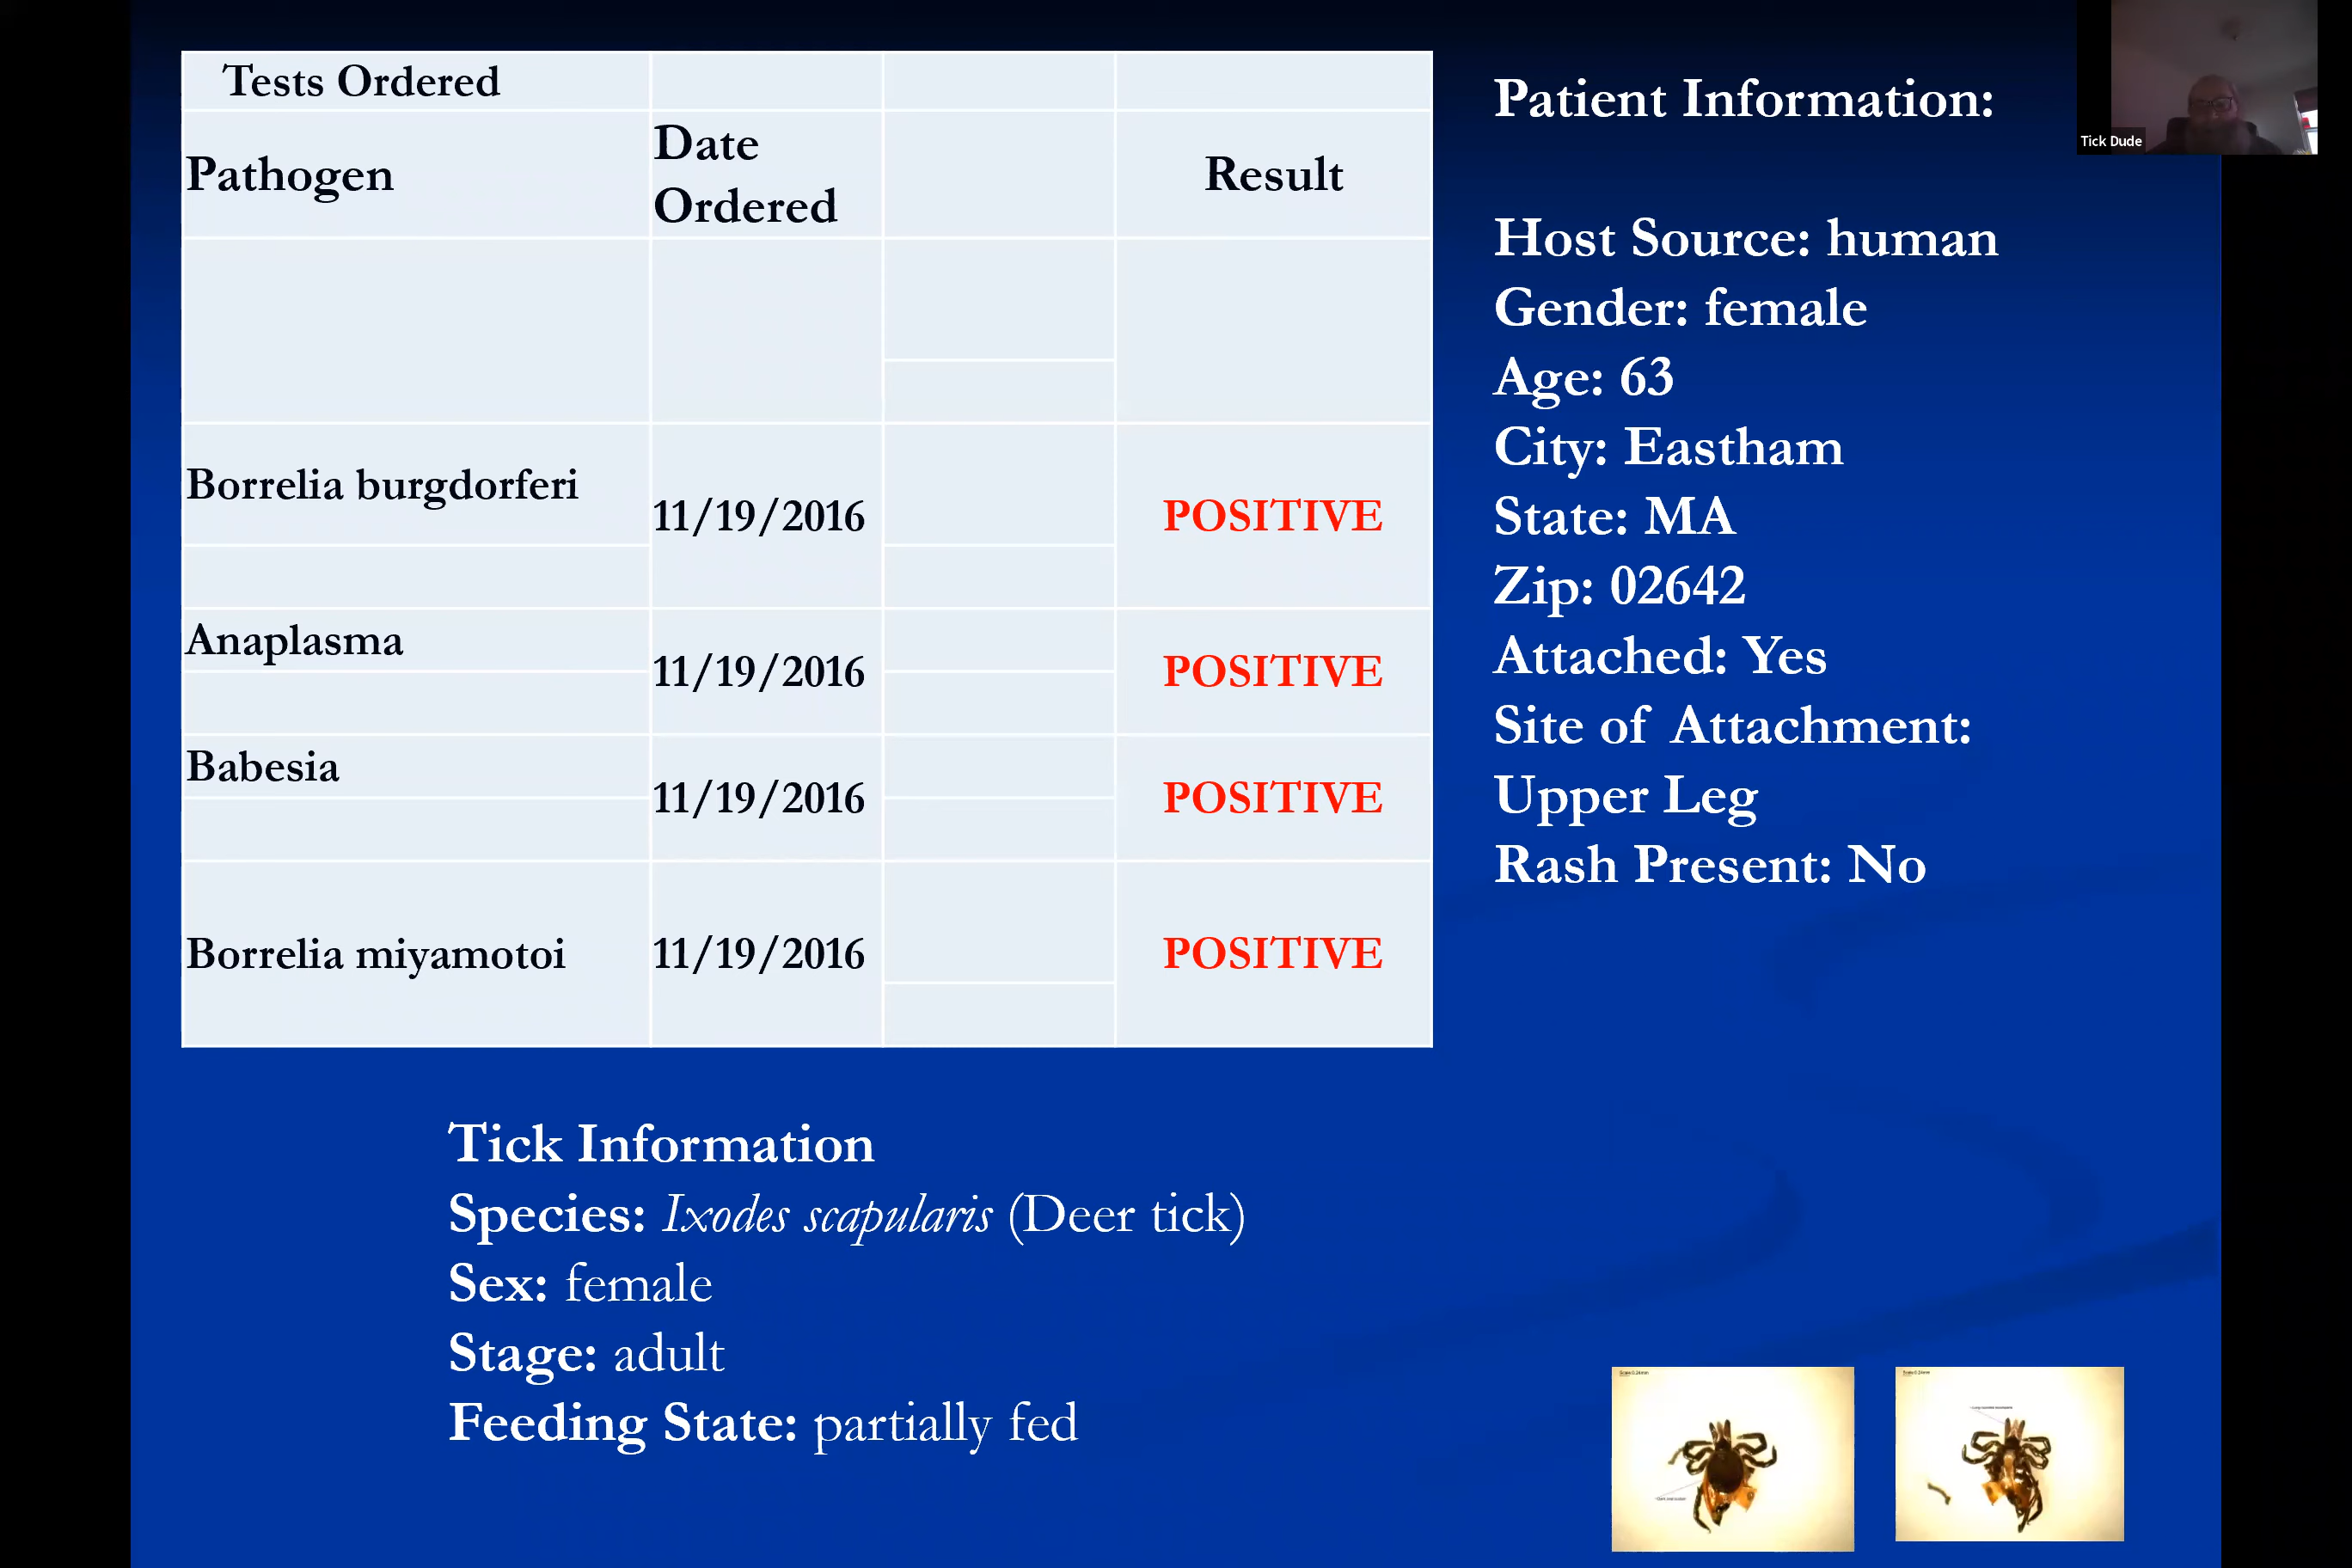 Tests Ordered
Pathogen
Date
Ordered
Result
Borrelia burgdorferi
11/19/2016
POSITIVE
Anaplasma
11/19/2016
POSITIVE
Babesia
11/19/2016
POSITIVE
Borrelia miyamotoi
11/19/2016
POSITIVE
Patient Information:
Host Source: human
Gender: female
Age: 63
City: Eastham
State: MA
Zip: 02642
Attached: Yes
Site of Attachment:
Upper Leg
Rash Present: No
Tick Dude
Tick Information
Species: Ixodes scapularis (Deer tick)
Sex: female
Stage: adult
Feeding State: partially fed